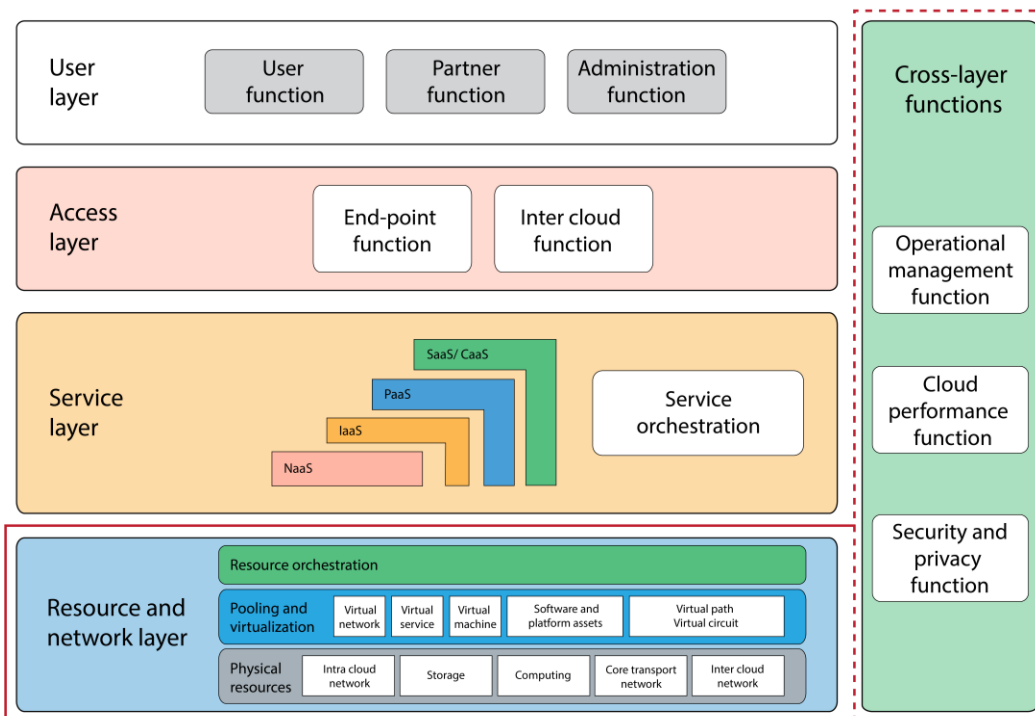 User
layer
User
function
Partner
function
Administration
function
Access
layer
End-point
function
Inter cloud
function
Service
layer
SaaS/ CaaS
PaaS
IaaS
NaaS
Service
orchestration
Resource and
network layer
Resource orchestration
Pooling and
virtualization
Virtual
network
Virtual
service
Virtual
machine
Software and
platform assets
Virtual path
Virtual circuit
Physical
resources
Intra cloud
network
Storage
Computing
Core transport
network
Inter cloud
network
Cross-layer
functions
Operational
management
function
Cloud
performance
function
Security and
privacy
function